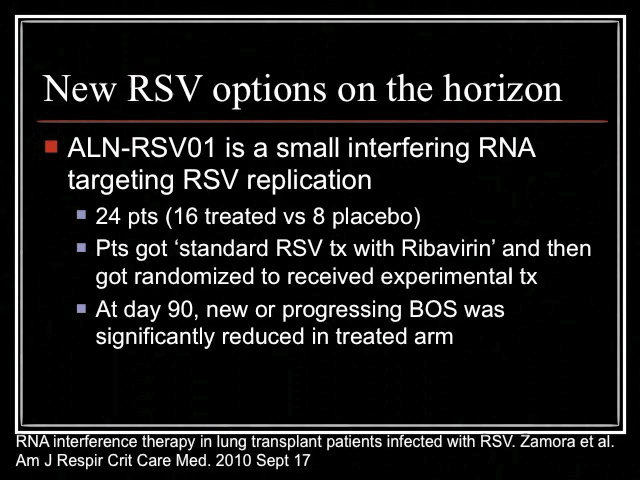 New RSV options on the horizon
ALN-RSV01 is a small interfering RNA
targeting RSV replication
24 pts (16 treated vs 8 placebo)
Pts got ‘standard RSV tx with Ribavirin’ and then
got randomized to received experimental tx
At day 90, new or progressing BOS was
significantly reduced in treated arm
RNA interference therapy in lung transplant patients infected with RSV. Zamora et al.
Am J Respir Crit Care Med. 2010 Sept 17